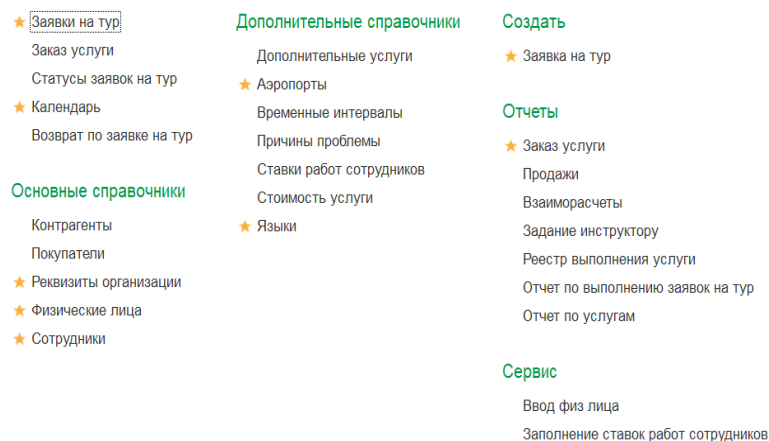 Заявки на тур
Заказ услуги
Статусы заявок на тур
Календарь
Возврат по заявке на тур
Основные справочники
Контрагенты
Покупатели
Реквизиты организации
Физические лица
Сотрудники
Дополнительные справочники
Дополнительные услуги
Аэропорты
Временные интервалы
Причины проблемы
Ставки работ сотрудников
Стоимость услуги
Языки
Создать
Заявка на тур
Отчеты
Заказ услуги
Продажи
Взаиморасчеты
Задание инструктору
Реестр выполнения услуги
Отчет по выполнению заявок на тур
Отчет по услугам
Сервис
Ввод физ лица
Заполнение ставок работ сотрудников